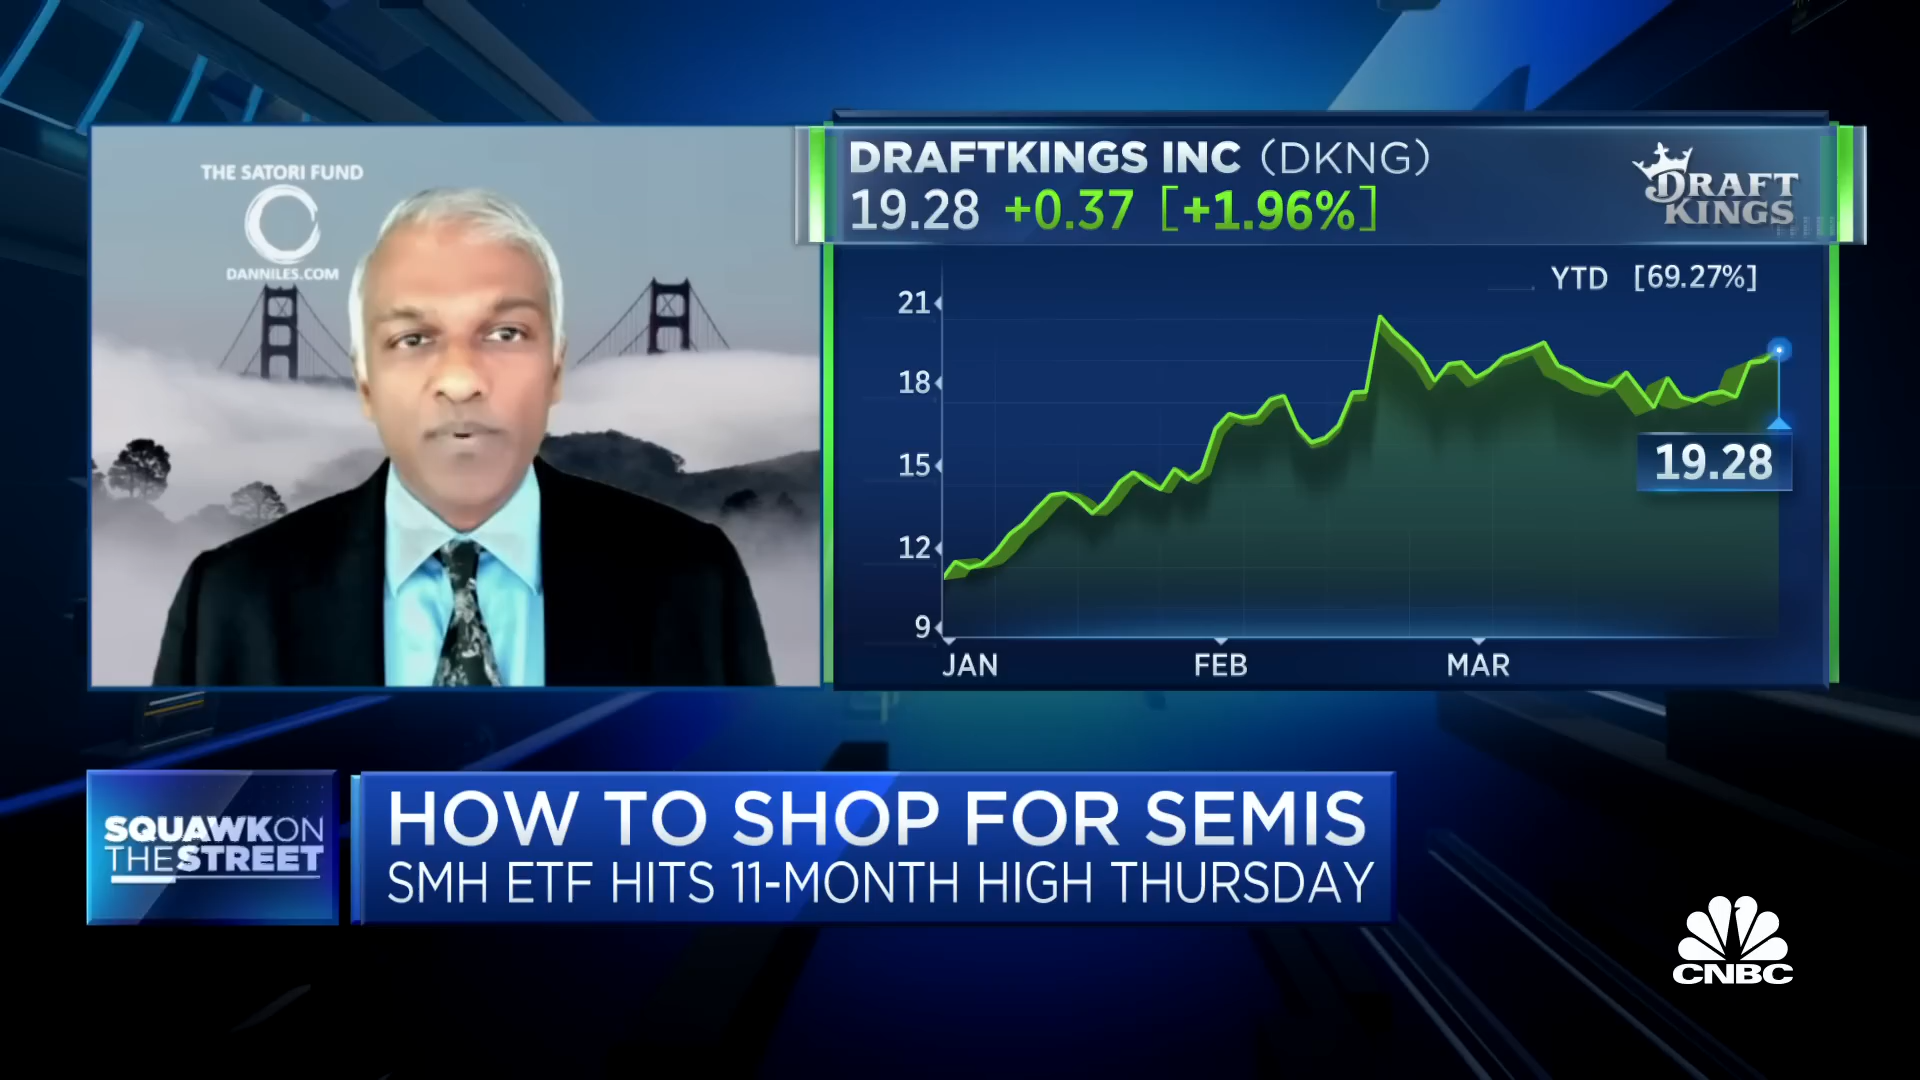 THE SATORI FUND
DANNILES.COM
DRAFTKINGS INC (DKNG)
19.28 +0.37 [+1.96%]
DRAFT
KINGS
YTD [69.27%]
21
18
15
12
9
19.28
JAN FEB MAR
SQUAWK ON
THE STREET
HOW TO SHOP FOR SEMIS
SMH ETF HITS 11-MONTH HIGH THURSDAY
CNBC